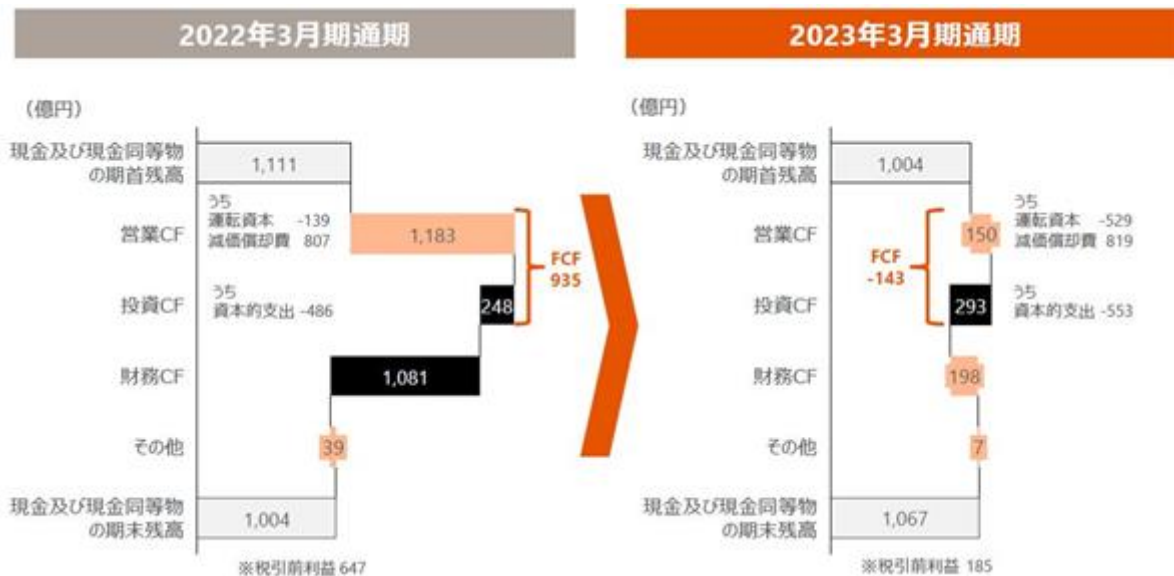 2022年3月期通期
(億円)
現金及び現金同等物
の期首残高
1,111
営業CF
うち
運転資本 -139
減価償却費 807
1,183
FCF
935
投資CF
うち
資本的支出 -486
248
財務CF
1,081
その他
39
現金及び現金同等物
の期末残高
1,004
※税引前利益 647
2023年3月期通期
(億円)
現金及び現金同等物
の期首残高
1,004
営業CF
150
うち
運転資本 -529
減価償却費 819
FCF
-143
投資CF
293
うち
資本的支出 -553
財務CF
198
その他
7
現金及び現金同等物
の期末残高
1,067
※税引前利益 185